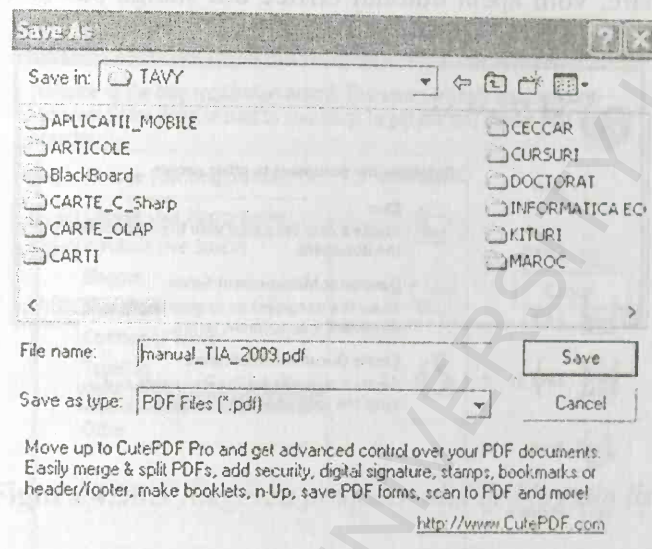 Save As
Save in: TAVY
APLICATII_MOBILE
ARTICOLE
BlackBoard
CARTE_C_Sharp
CARTE_OLAP
CARTI
CECCAR
CURSURI
DOCTORAT
INFORMATICA EC
KITURI
MAROC
File name: manual_TIA_2009.pdf
Save
Save as type: PDF Files (*.pdf)
Cancel
Move up to CutePDF Pro and get advanced control over your PDF documents.
Easily merge & split PDFs, add security, digital signature, stamps, bookmarks or
header/footer, make booklets, n-Up, save PDF forms, scan to PDF and more!
http://www.CutePDF.com
UNIVERSITY